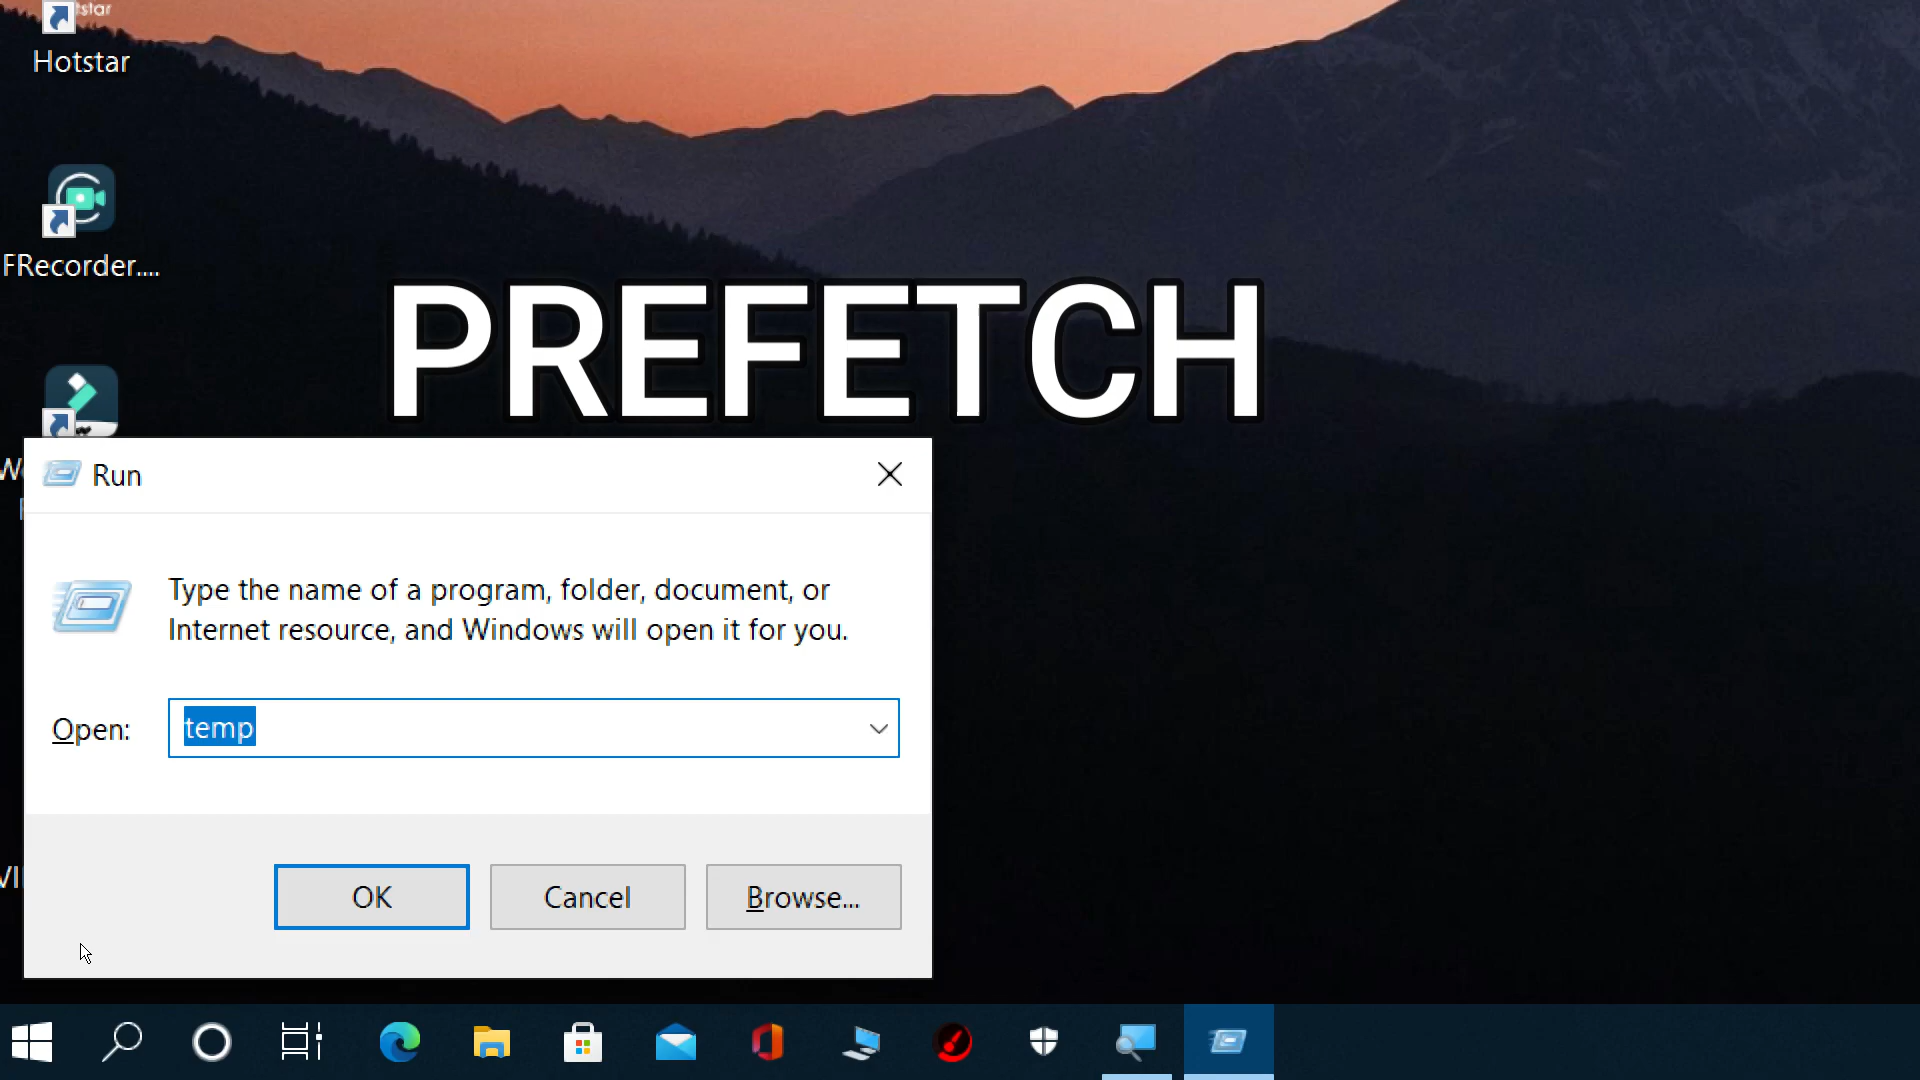 Hotstar
FRecorder....
PREFETCH
Run
Type the name of a program, folder, document, or
Internet resource, and Windows will open it for you.
Open:
temp
OK
Cancel
Browse...